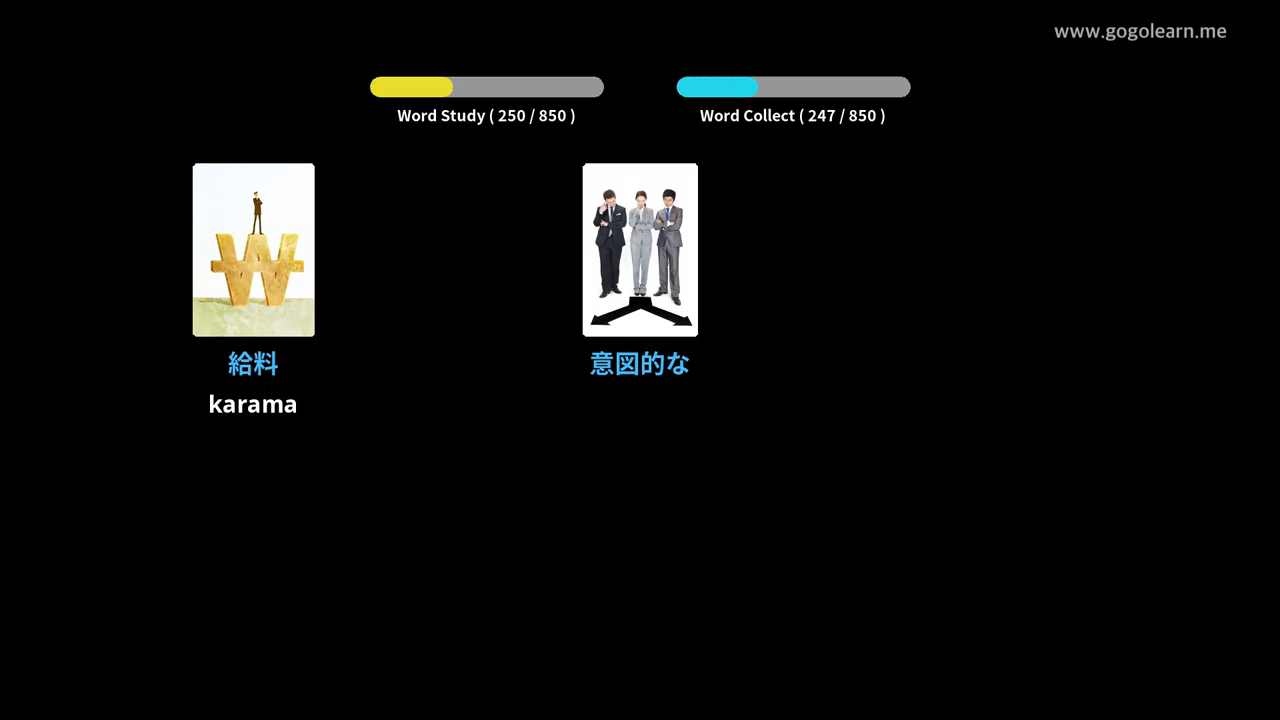 www.gogolearn.me
Word Study ( 250 / 850 )
Word Collect ( 247 / 850 )
給料
意図的な
karama